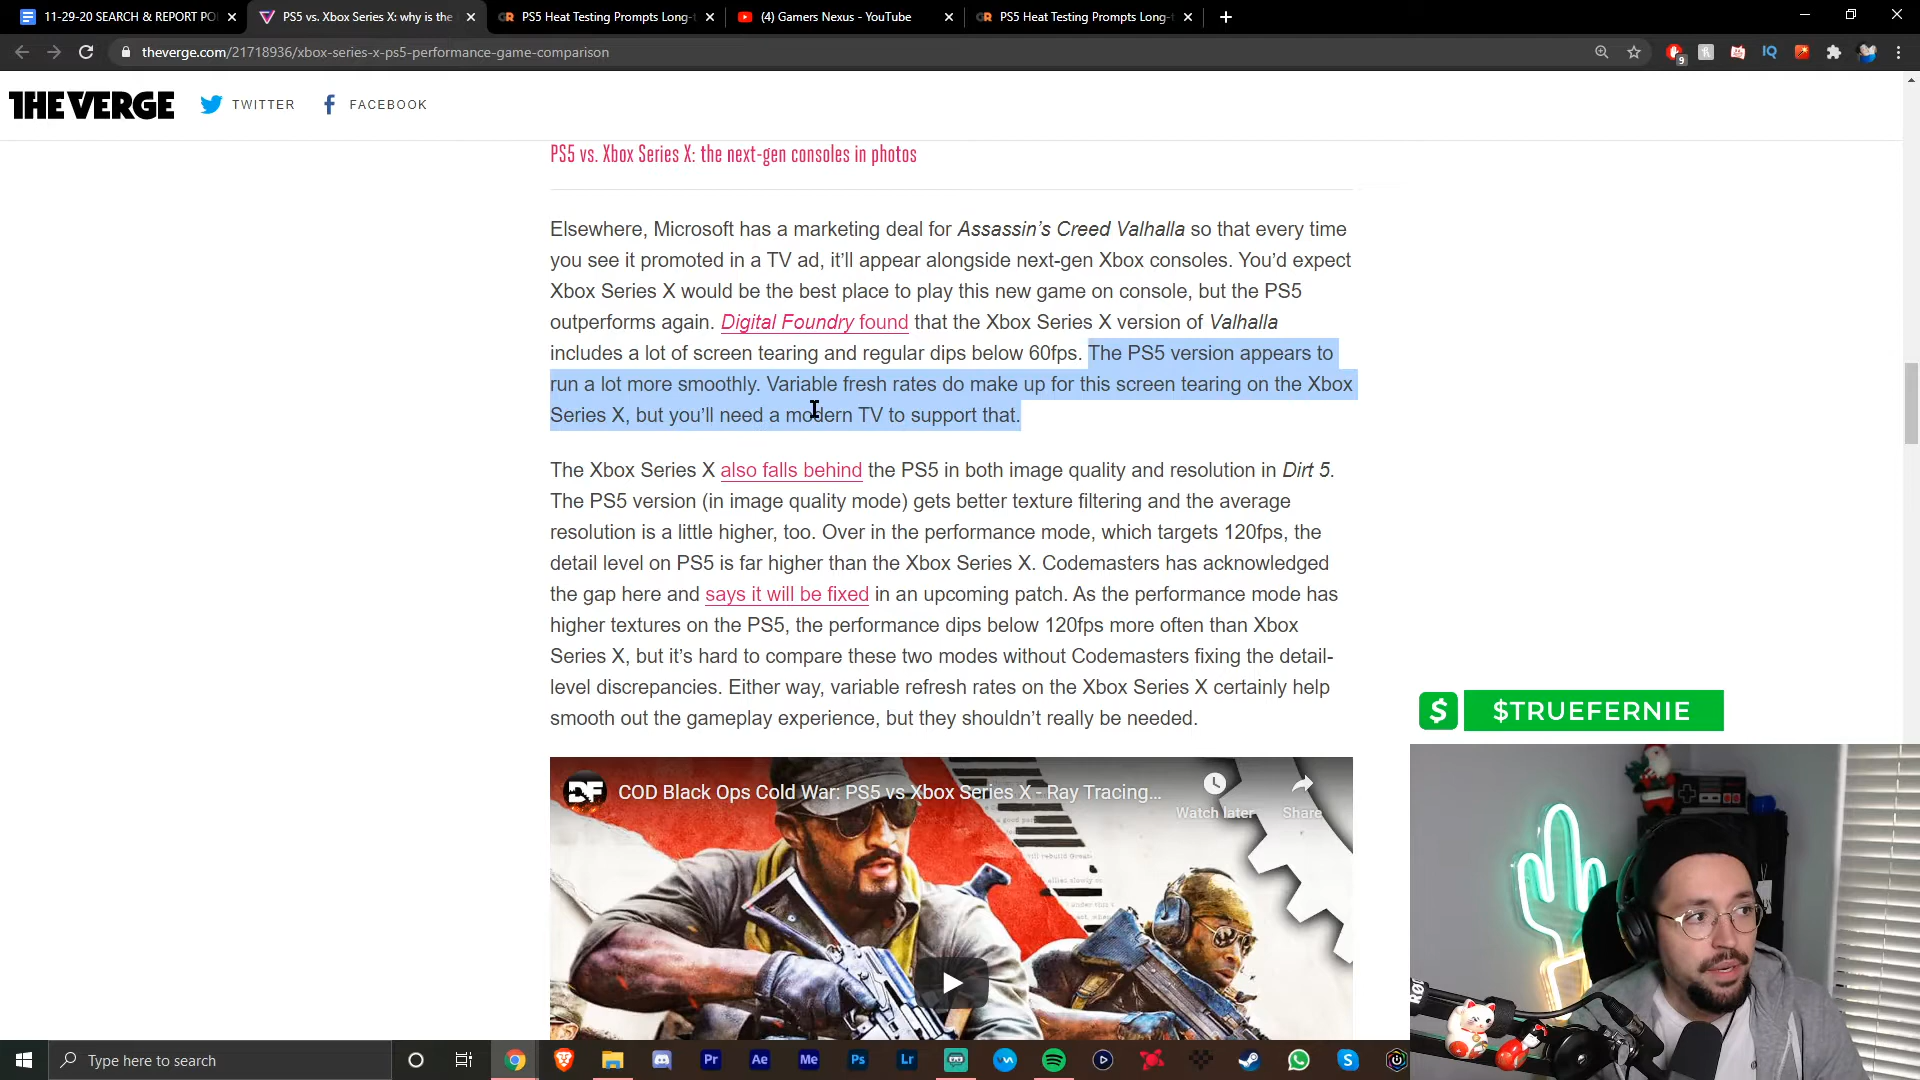 11-29-20 SEARCH & REPORT PO
PS5 vs. Xbox Series X: why is the
PS5 Heat Testing Prompts Long-
(4) Gamers Nexus - YouTube
PS5 Heat Testing Prompts Long-
theverge.com/21718936/xbox-series-x-ps5-performance-game-comparison
9
IQ
THE VERGE
TWITTER
FACEBOOK
PS5 vs. Xbox Series X: the next-gen consoles in photos
Elsewhere, Microsoft has a marketing deal for Assassin's Creed Valhalla so that every time
you see it promoted in a TV ad, it'll appear alongside next-gen Xbox consoles. You'd expect
Xbox Series X would be the best place to play this new game on console, but the PS5
outperforms again. Digital Foundry found that the Xbox Series X version of Valhalla
includes a lot of screen tearing and regular dips below 60fps. The PS5 version appears to
run a lot more smoothly. Variable fresh rates do make up for this screen tearing on the Xbox
Series X, but you'll need a modern TV to support that.
The Xbox Series X also falls behind the PS5 in both image quality and resolution in Dirt 5.
The PS5 version (in image quality mode) gets better texture filtering and the average
resolution is a little higher, too. Over in the performance mode, which targets 120fps, the
detail level on PS5 is far higher than the Xbox Series X. Codemasters has acknowledged
the gap here and says it will be fixed in an upcoming patch. As the performance mode has
higher textures on the PS5, the performance dips below 120fps more often than Xbox
Series X, but it's hard to compare these two modes without Codemasters fixing the detail-
level discrepancies. Either way, variable refresh rates on the Xbox Series X certainly help
smooth out the gameplay experience, but they shouldn't really be needed.
$ $TRUEFERNIE
DF
COD Black Ops Cold War: PS5 vs Xbox Series X - Ray Tracing...
Watch later
Share
Type here to search
Pr
Ae
Me
Ps
Lr